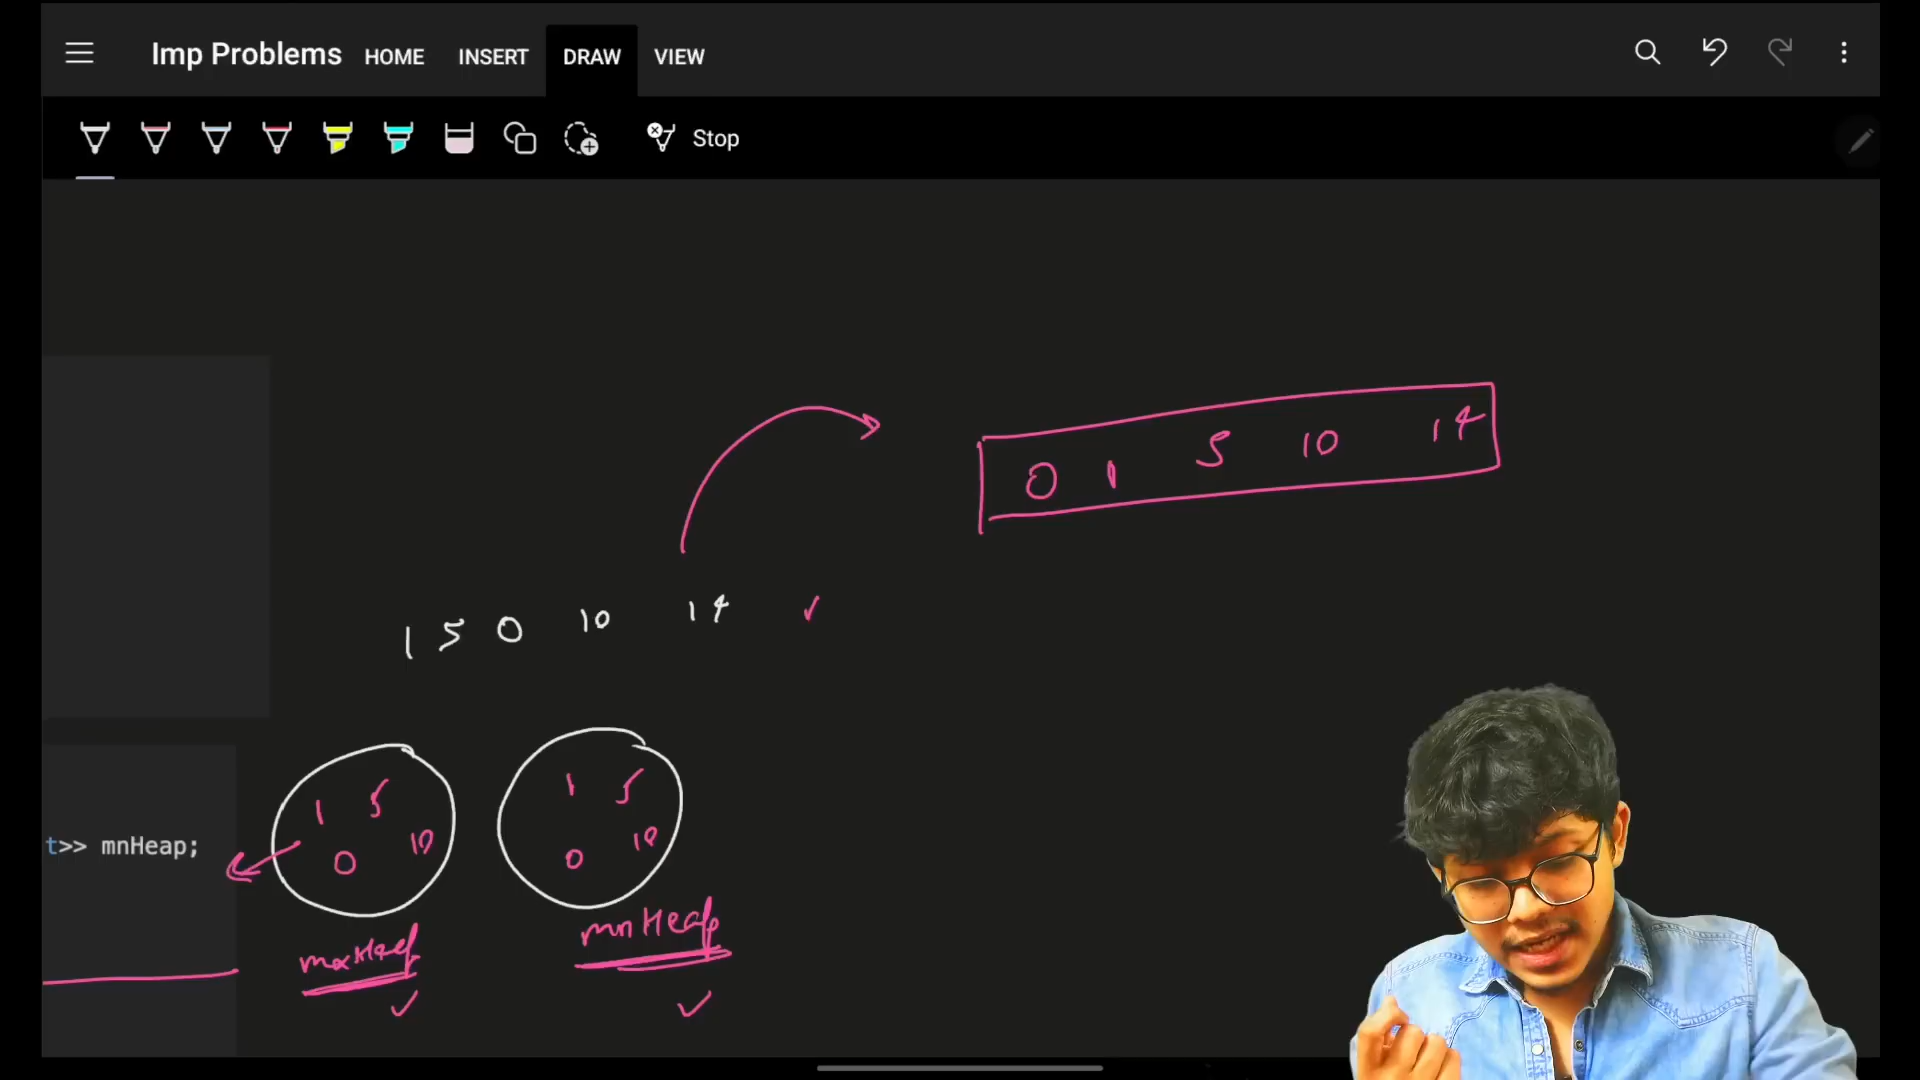 Imp Problems HOME INSERT DRAW VIEW
Stop
0 1 5 10 14
1 5 0 10 14
1 5
0 10
1 5
0 10
t>> mnHeap;
mxHeap
mnHeap